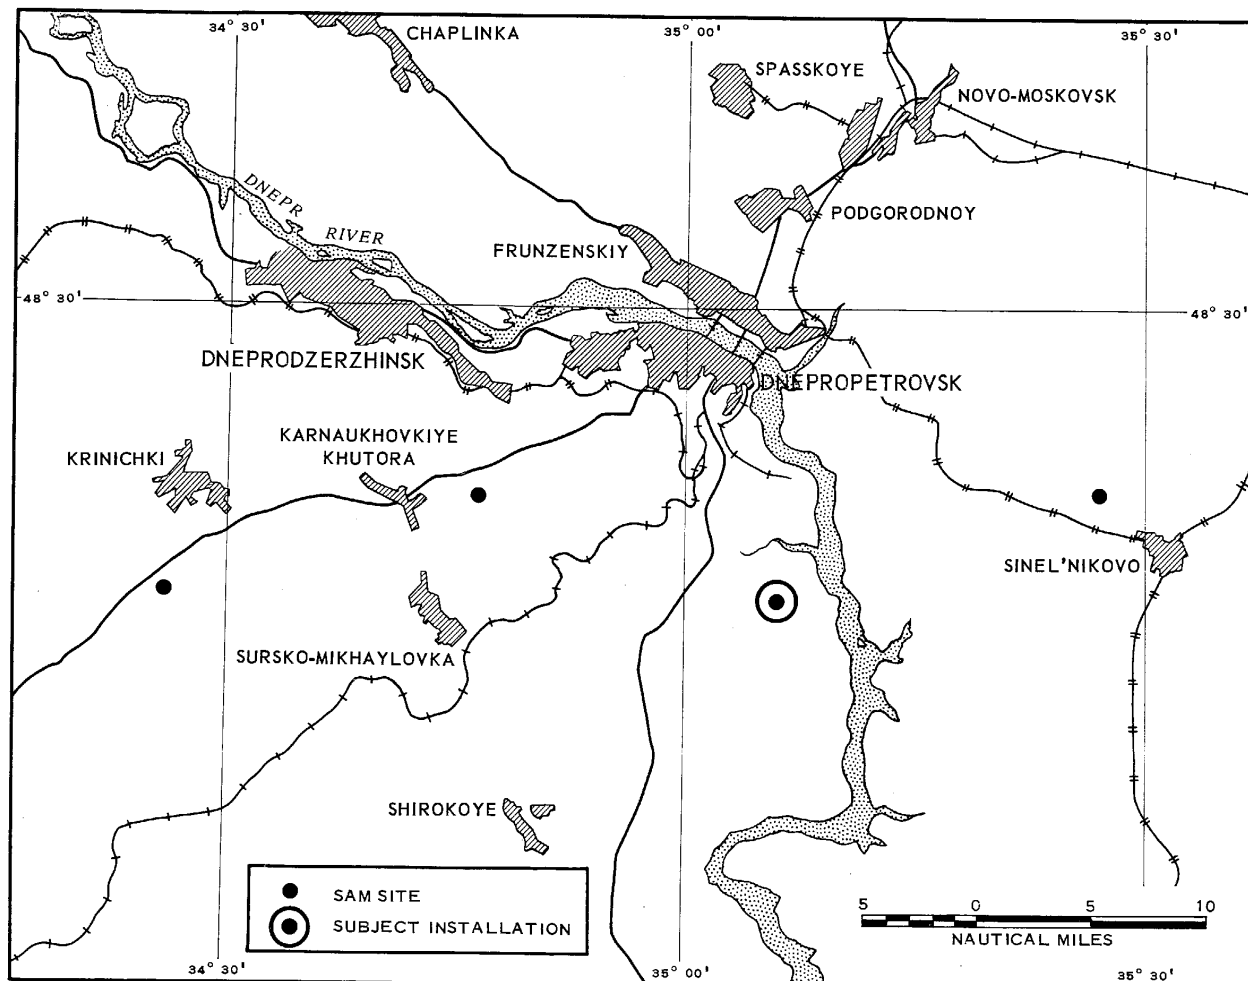 34° 30'
CHAPLINKA
35° 00'
35° 30'
SPASSKOYE
NOVO-MOSKOVSK
DNEPR
RIVER
PODGORODNOY
FRUNZENSKIY
48° 30'
48° 30'
DNEPRODZERZHINSK
DNEPROPETROVSK
KRINICHKI
KARNAUKHOVKIYE
KHUTORA
SINEL'NIKOVO
SURSKO-MIKHAYLOVKA
SHIROKOYE
SAM SITE
SUBJECT INSTALLATION
5 0 5 10
NAUTICAL MILES
34° 30'
35° 00'
35° 30'